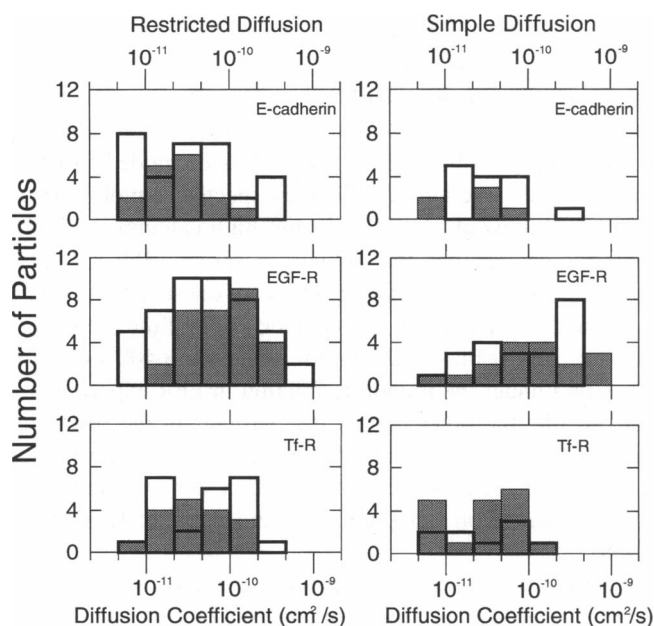 Restricted Diffusion
Simple Diffusion
10⁻¹¹ 10⁻¹⁰ 10⁻⁹
10⁻¹¹ 10⁻¹⁰ 10⁻⁹
Number of Particles
12
8
4
0
E-cadherin
12
8
4
0
E-cadherin
12
8
4
0
EGF-R
12
8
4
0
EGF-R
12
8
4
0
Tf-R
12
8
4
0
Tf-R
10⁻¹¹ 10⁻¹⁰ 10⁻⁹
10⁻¹¹ 10⁻¹⁰ 10⁻⁹
Diffusion Coefficient (cm²/s)
Diffusion Coefficient (cm²/s)